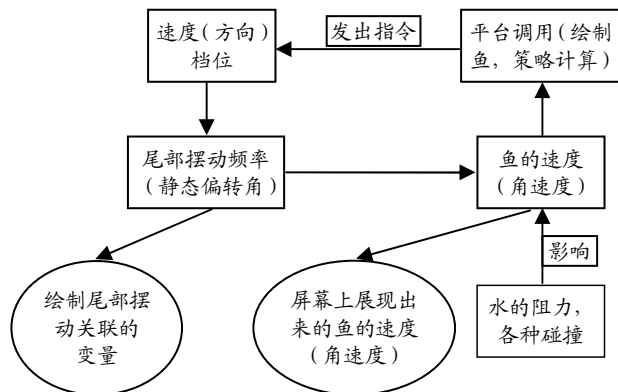 速度(方向)
档位
发出指令
平台调用(绘制
鱼，策略计算)
尾部摆动频率
(静态偏转角)
鱼的速度
(角速度)
影响
绘制尾部摆
动关联的
变量
屏幕上展现出
来的鱼的速度
(角速度)
水的阻力，
各种碰撞